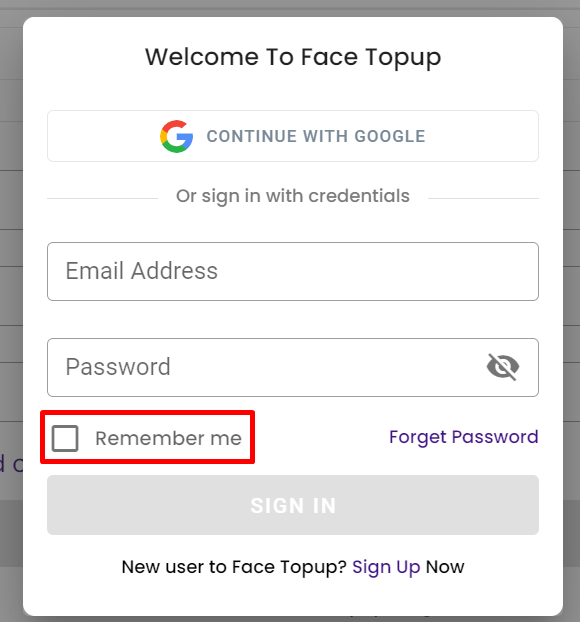 Welcome To Face Topup
CONTINUE WITH GOOGLE
Or sign in with credentials
Email Address
Password
Remember me
Forget Password
SIGN IN
New user to Face Topup? Sign Up Now